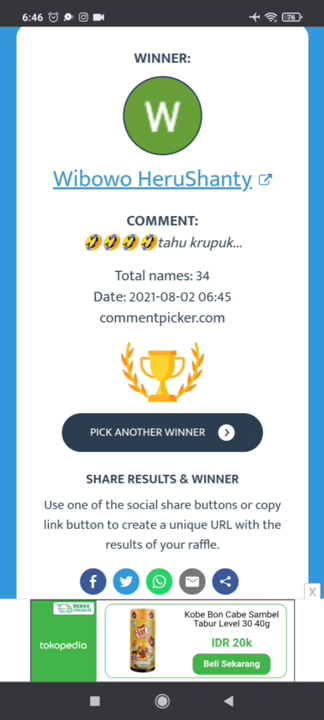 6:46
76
WINNER:
W
Wibowo HeruShanty
COMMENT:
🤣🤣🤣🤣tahu krupuk...
Total names: 34
Date: 2021-08-02 06:45
commentpicker.com
PICK ANOTHER WINNER
SHARE RESULTS & WINNER
Use one of the social share buttons or copy
link button to create a unique URL with the
results of your raffle.
X
BEBAS
ONGKIR
tokopedia
Kobe Bon Cabe Sambel
Tabur Level 30 40g
IDR 20k
Beli Sekarang